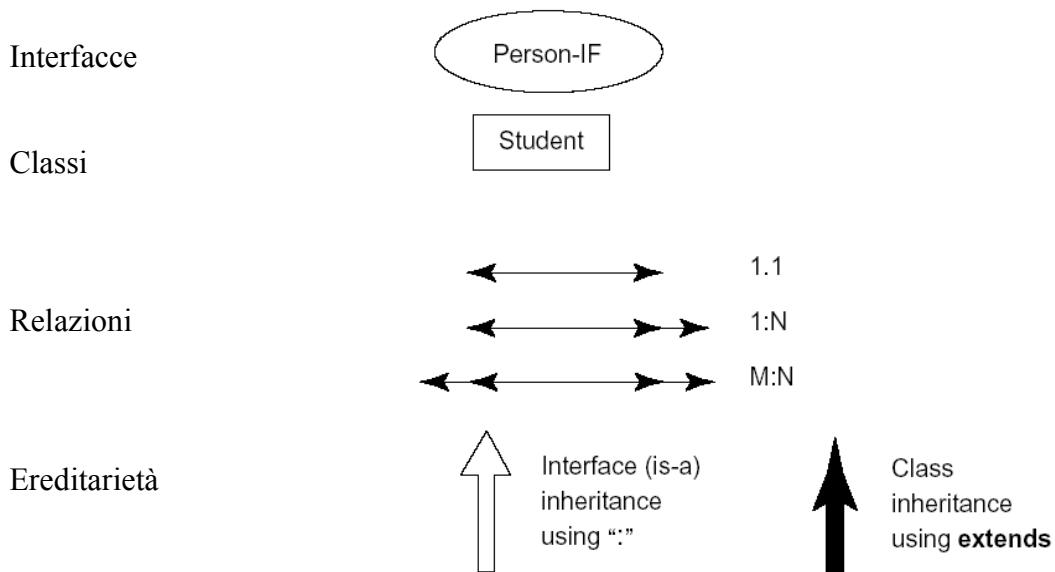 Interfacce
Person-IF
Classi
Student
Relazioni
1.1
1:N
M:N
Ereditarietà
Interface (is-a)
inheritance
using “:”
Class
inheritance
using extends